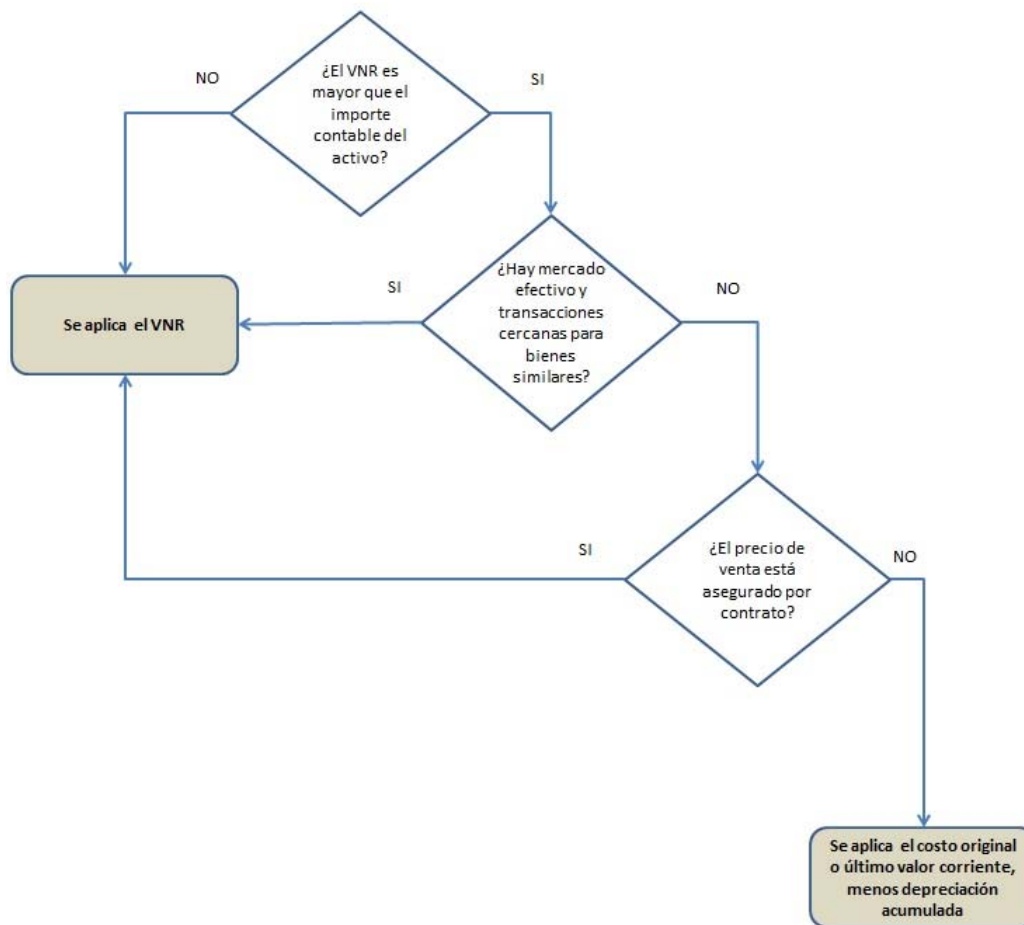 NO
¿El VNR es
mayor que el
importe
contable del
activo?
SI
SI
¿Hay mercado
efectivo y
transacciones
cercanas para
bienes
similares?
NO
Se aplica el VNR
SI
¿El precio de
venta está
asegurado por
contrato?
NO
Se aplica el costo original
o último valor corriente,
menos depreciación
acumulada